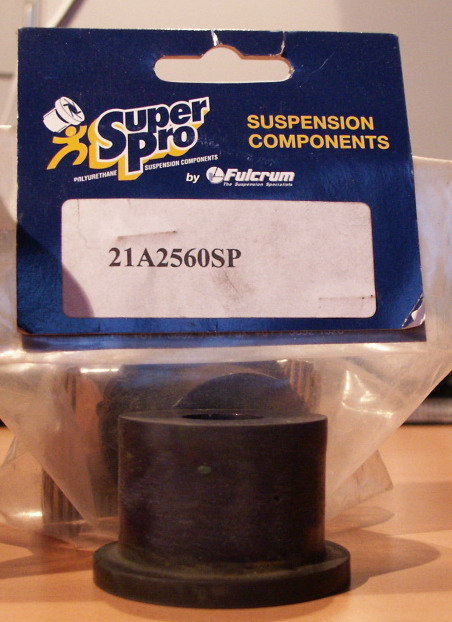 Super
Pro
POLYURETHANE SUSPENSION COMPONENTS
by Fulcrum
The Suspension Specialists
SUSPENSION
COMPONENTS
21A2560SP